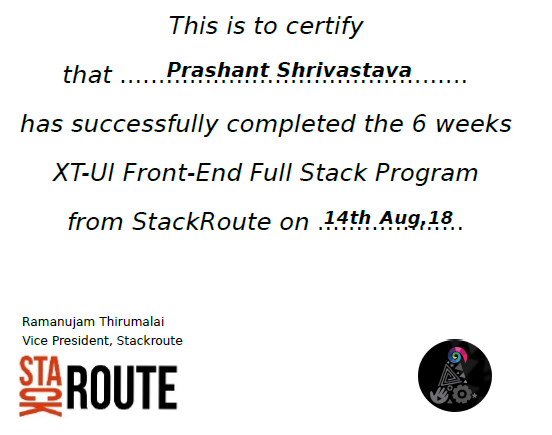 This is to certify
that ...... Prashant Shrivastava ......
has successfully completed the 6 weeks
XT-UI Front-End Full Stack Program
from StackRoute on ...... 14th Aug,18 ......
Ramanujam Thirumalai
Vice President, Stackroute
STACK ROUTE